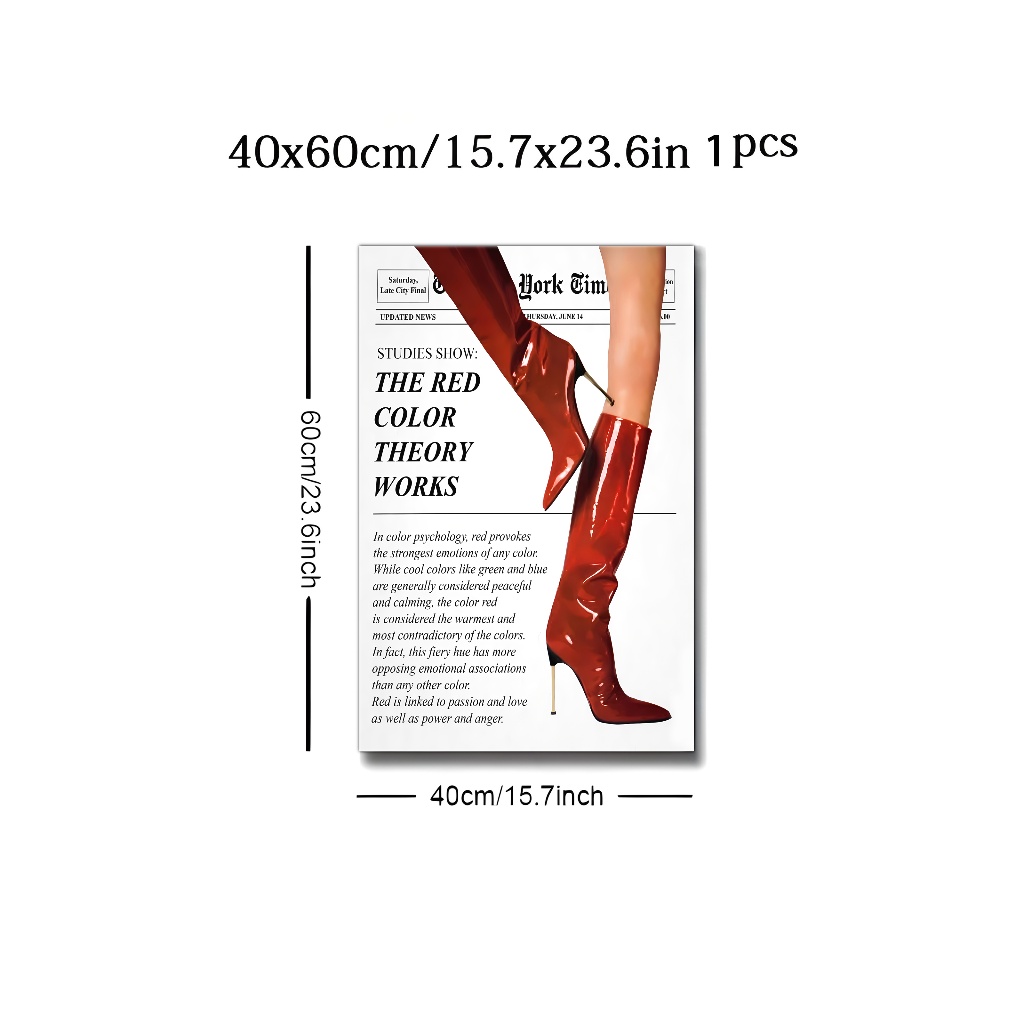 40x60cm/15.7x23.6in 1pcs
Saturday,
Late City Final
York Tim
UPDATED NEWS
THURSDAY, JUNE 14
STUDIES SHOW:
THE RED
COLOR
THEORY
WORKS
In color psychology, red provokes
the strongest emotions of any color.
While cool colors like green and blue
are generally considered peaceful
and calming, the color red
is considered the warmest and
most contradictory of the colors.
In fact, this fiery hue has more
opposing emotional associations
than any other color.
Red is linked to passion and love
as well as power and anger.
60cm/23.6inch
40cm/15.7inch